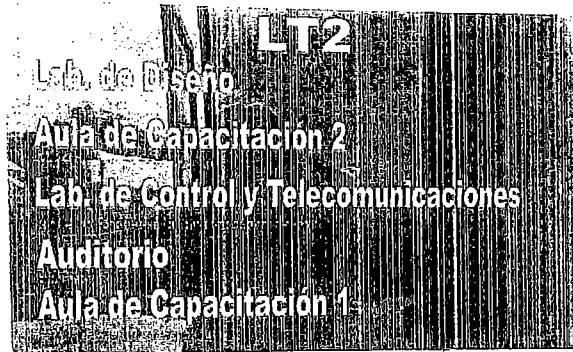 LT2
Lab. de Diseño
Aula de Capacitación 2
Lab. de Control y Telecomunicaciones
Auditorio
Aula de Capacitación 1